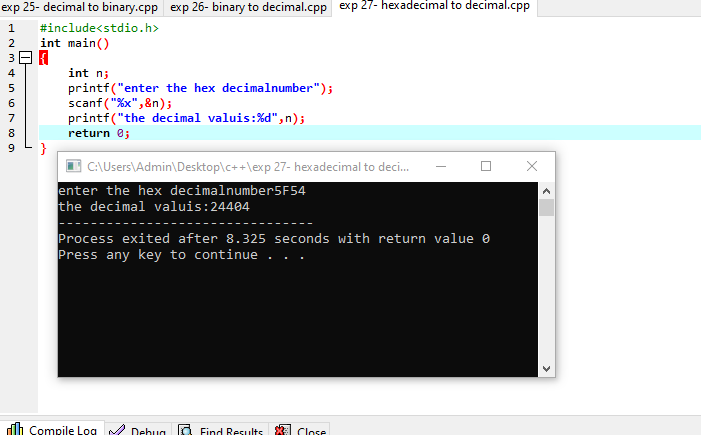 exp 25- decimal to binary.cpp exp 26- binary to decimal.cpp exp 27- hexadecimal to decimal.cpp
1 #include<stdio.h>
2 int main()
3 {
4 int n;
5 printf("enter the hex decimalnumber");
6 scanf("%x",&n);
7 printf("the decimal valuis:%d",n);
8 return 0;
9 }
C:\Users\Admin\Desktop\c++\exp 27- hexadecimal to deci...
enter the hex decimalnumber5F54
the decimal valuis:24404
--------------------------------
Process exited after 8.325 seconds with return value 0
Press any key to continue . . .
Compile Log Debug Find Results Close